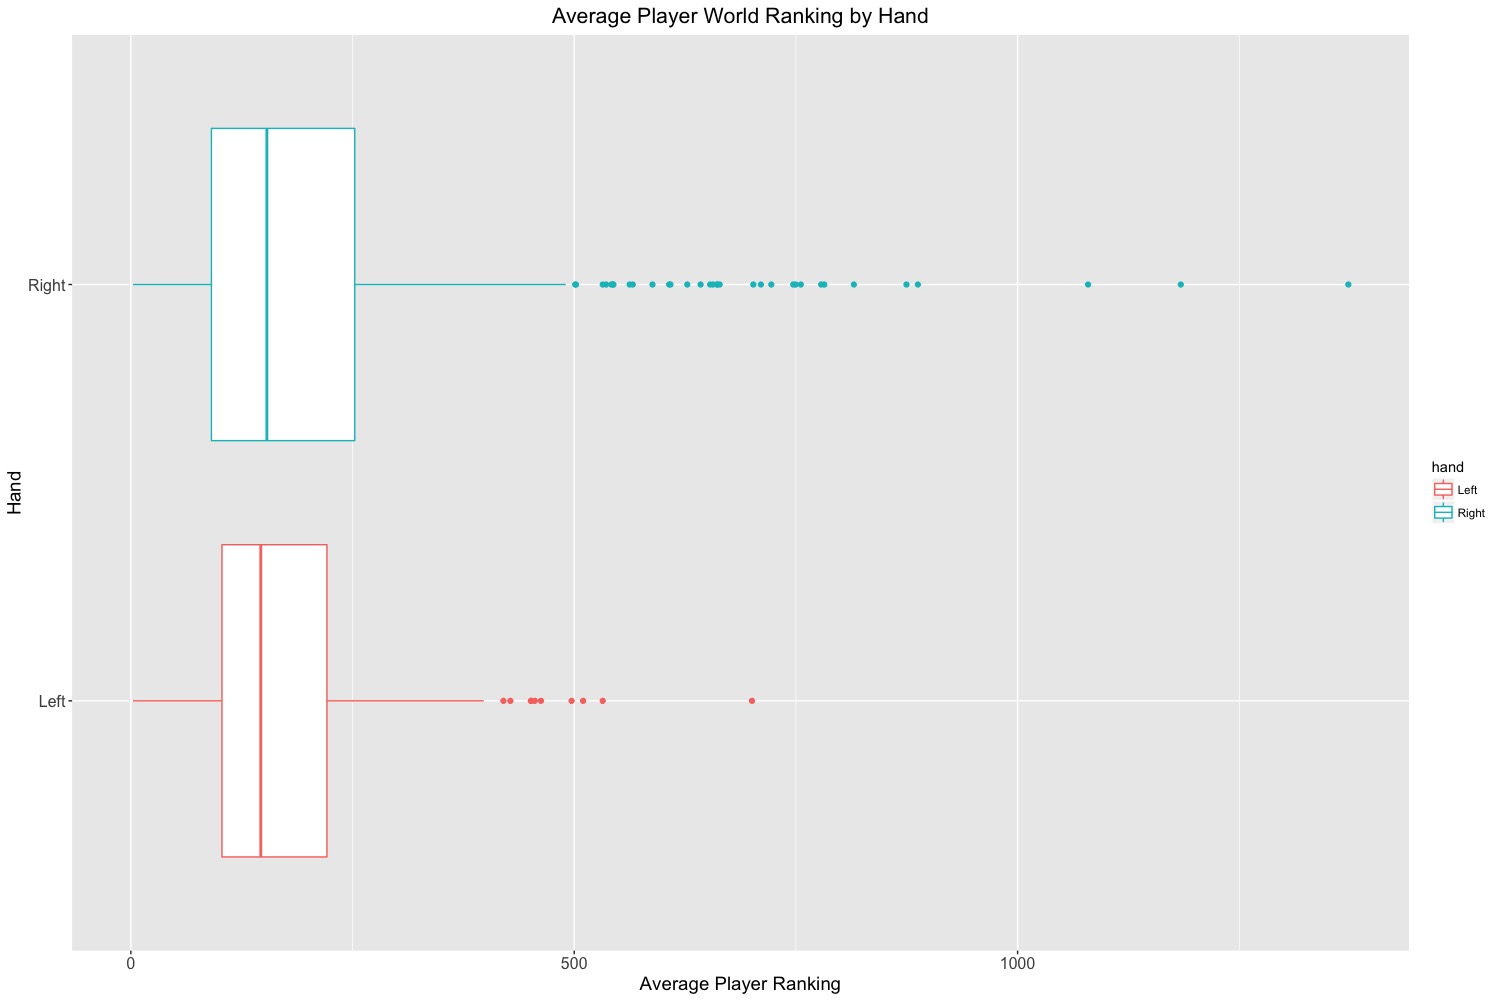 Average Player World Ranking by Hand
Hand
Right
Left
0
500
1000
Average Player Ranking
hand
Left
Right